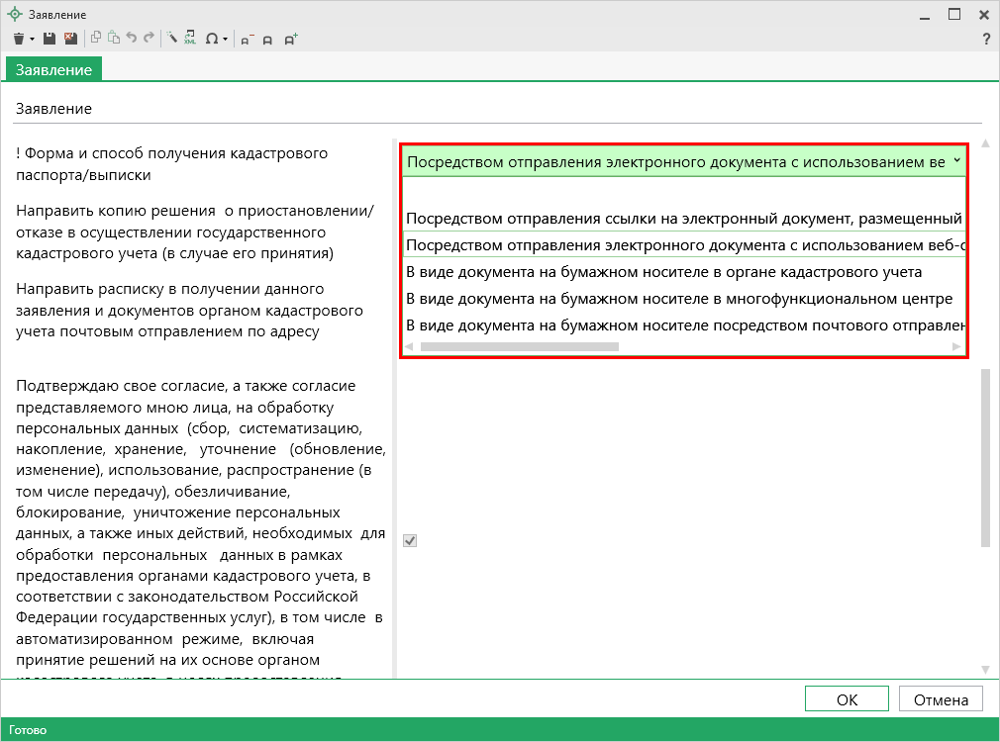 Заявление
XML
?
Заявление
Заявление
! Форма и способ получения кадастрового
паспорта/выписки
Посредством отправления электронного документа с использованием ве
Посредством отправления ссылки на электронный документ, размещенный
Посредством отправления электронного документа с использованием веб-с
В виде документа на бумажном носителе в органе кадастрового учета
В виде документа на бумажном носителе в многофункциональном центре
В виде документа на бумажном носителе посредством почтового отправлен
Направить копию решения о приостановлении/
отказе в осуществлении государственного
кадастрового учета (в случае его принятия)
Направить расписку в получении данного
заявления и документов органом кадастрового
учета почтовым отправлением по адресу
Подтверждаю свое согласие, а также согласие
представляемого мною лица, на обработку
персональных данных (сбор, систематизацию,
накопление, хранение, уточнение (обновление,
изменение), использование, распространение (в
том числе передачу), обезличивание,
блокирование, уничтожение персональных
данных, а также иных действий, необходимых для
обработки персональных данных в рамках
предоставления органами кадастрового учета, в
соответствии с законодательством Российской
Федерации государственных услуг), в том числе в
автоматизированном режиме, включая
принятие решений на их основе органом
OK
Отмена
Готово